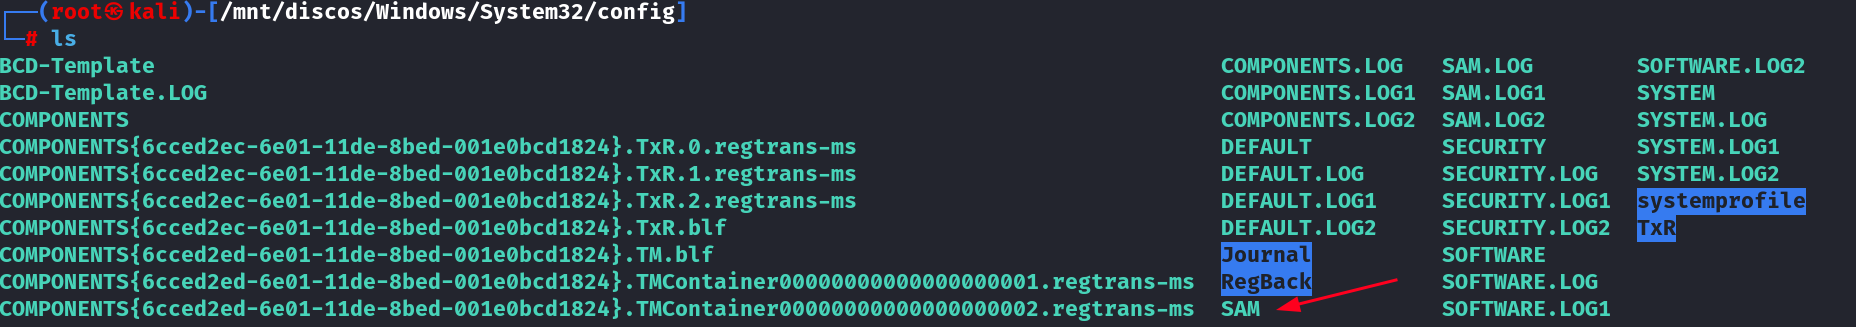 ┌──(root㉿kali)-[/mnt/discos/Windows/System32/config]
└─# ls
BCD-Template COMPONENTS.LOG SAM.LOG SOFTWARE.LOG2
BCD-Template.LOG COMPONENTS.LOG1 SAM.LOG1 SYSTEM
COMPONENTS COMPONENTS.LOG2 SAM.LOG2 SYSTEM.LOG
COMPONENTS{6cced2ec-6e01-11de-8bed-001e0bcd1824}.TxR.0.regtrans-ms DEFAULT SECURITY SYSTEM.LOG1
COMPONENTS{6cced2ec-6e01-11de-8bed-001e0bcd1824}.TxR.1.regtrans-ms DEFAULT.LOG SECURITY.LOG SYSTEM.LOG2
COMPONENTS{6cced2ec-6e01-11de-8bed-001e0bcd1824}.TxR.2.regtrans-ms DEFAULT.LOG1 SECURITY.LOG1 systemprofile
COMPONENTS{6cced2ec-6e01-11de-8bed-001e0bcd1824}.TxR.blf DEFAULT.LOG2 SECURITY.LOG2 TxR
COMPONENTS{6cced2ed-6e01-11de-8bed-001e0bcd1824}.TM.blf Journal SOFTWARE
COMPONENTS{6cced2ed-6e01-11de-8bed-001e0bcd1824}.TMContainer00000000000000000001.regtrans-ms RegBack SOFTWARE.LOG
COMPONENTS{6cced2ed-6e01-11de-8bed-001e0bcd1824}.TMContainer00000000000000000002.regtrans-ms SAM SOFTWARE.LOG1